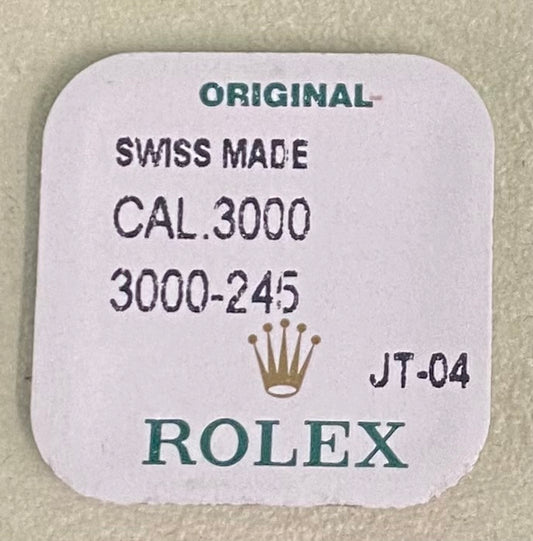 ORIGINAL
SWISS MADE
CAL.3000
3000-245
JT-04
ROLEX